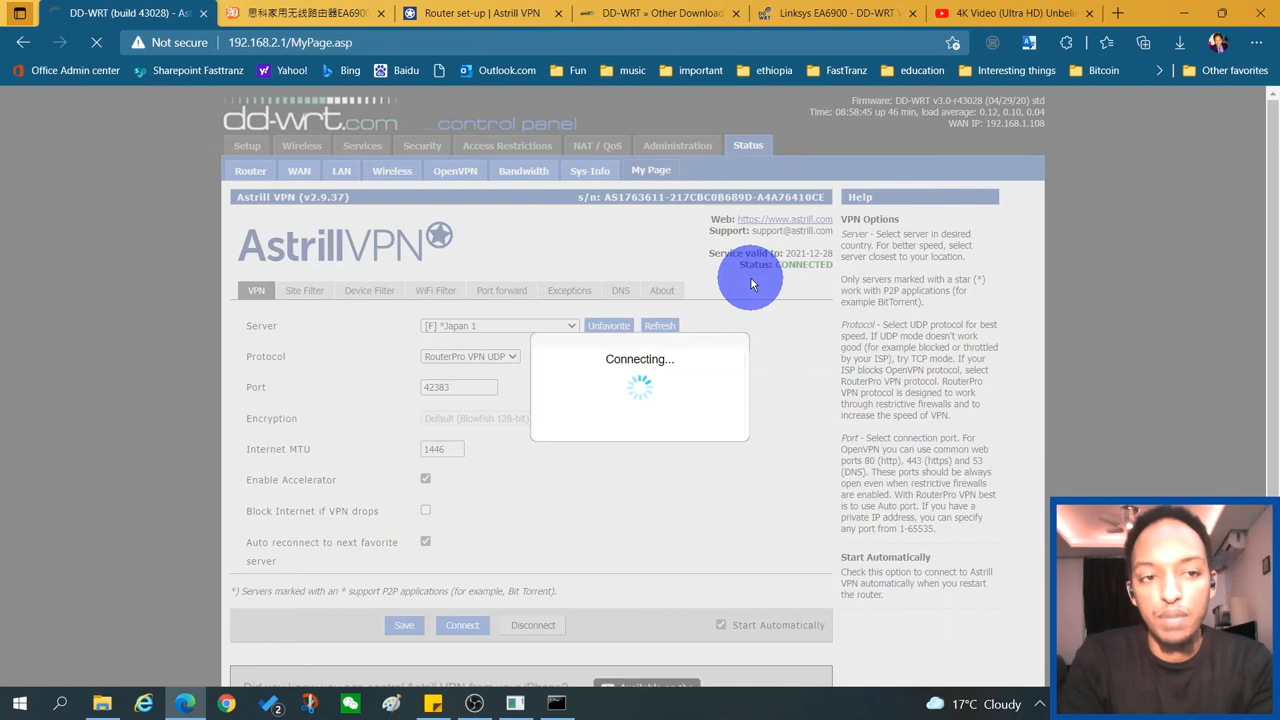 DD-WRT (build 43028) - Ast
思科家用无线路由器EA6900
Router set-up | Astrill VPN
DD-WRT » Other Download
Linksys EA6900 - DD-WRT W
4K Video (Ultra HD) Unbeli
Not secure 192.168.2.1/MyPage.asp
Office Admin center
Sharepoint Fasttranz
Yahoo!
Bing
Baidu
Outlook.com
Fun
music
important
ethiopia
FastTranz
education
Interesting things
Bitcoin
Other favorites
dd-wrt.com ... control panel
Firmware: DD-WRT v3.0-r43028 (04/29/20) std
Time: 08:58:45 up 46 min, load average: 0.12, 0.10, 0.04
WAN IP: 192.168.1.108
Setup Wireless Services Security Access Restrictions NAT / QoS Administration Status
Router WAN LAN Wireless OpenVPN Bandwidth Sys-Info My Page
Astrill VPN (v2.9.37) s/n: AS1763611-217CBC0B689D-A4A76410CE
AstrillVPN
Web: https://www.astrill.com
Support: support@astrill.com
Service valid to: 2021-12-28
Status: CONNECTED
VPN Site Filter Device Filter WiFi Filter Port forward Exceptions DNS About
Server [F] *Japan 1 Unfavorite Refresh
Protocol RouterPro VPN UDP
Port 42383
Encryption Default (Blowfish 128-bit)
Internet MTU 1446
Enable Accelerator
Block Internet if VPN drops
Auto reconnect to next favorite
server
Connecting...
*) Servers marked with an * support P2P applications (for example, Bit Torrent).
Save Connect Disconnect Start Automatically
Help
VPN Options
Server - Select server in desired
country. For better speed, select
server closest to your location.
Only servers marked with a star (*)
work with P2P applications (for
example BitTorrent).
Protocol - Select UDP protocol for best
speed. If UDP mode doesn't work
good (for example blocked or throttled
by your ISP), try TCP mode. If your
ISP blocks OpenVPN protocol, select
RouterPro VPN protocol. RouterPro
VPN protocol is designed to work
through restrictive firewalls and to
increase the speed of VPN.
Port - Select connection port. For
OpenVPN you can use common web
ports 80 (http), 443 (https) and 53
(DNS). These ports should be always
open even when restrictive firewalls
are enabled. With RouterPro VPN best
is to use Auto port. If you have a
private IP address, you can specify
any port from 1-65535.
Start Automatically
Check this option to connect to Astrill
VPN automatically when you restart
the router.
17°C Cloudy